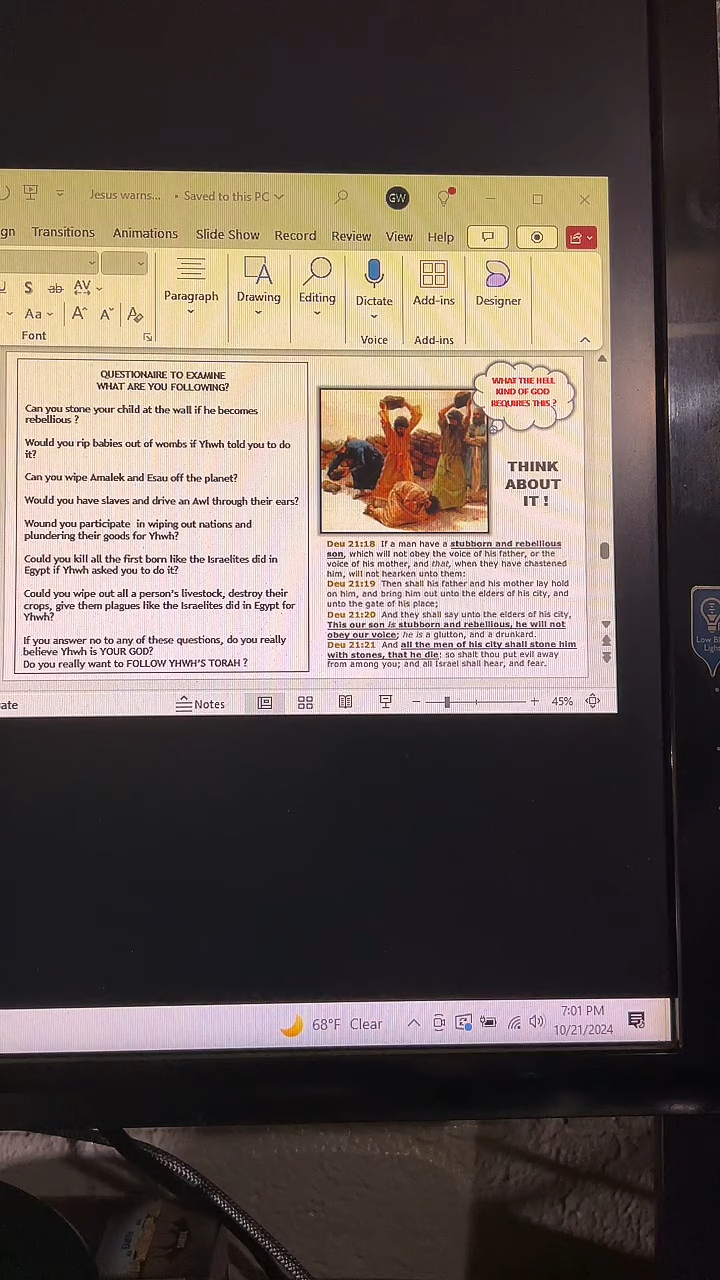 Jesus warns... • Saved to this PC
GW
gn Transitions Animations Slide Show Record Review View Help
U S ab AV
Aa A^ A
Font
Paragraph
Drawing
Editing
Dictate
Voice
Add-ins
Add-ins
Designer
QUESTIONAIRE TO EXAMINE
WHAT ARE YOU FOLLOWING?
Can you stone your child at the wall if he becomes
rebellious ?
Would you rip babies out of wombs if Yhwh told you to do
it?
Can you wipe Amalek and Esau off the planet?
Would you have slaves and drive an Awl through their ears?
Wound you participate in wiping out nations and
plundering their goods for Yhwh?
Could you kill all the first born like the Israelites did in
Egypt if Yhwh asked you to do it?
Could you wipe out all a person's livestock, destroy their
crops, give them plagues like the Israelites did in Egypt for
Yhwh?
If you answer no to any of these questions, do you really
believe Yhwh is YOUR GOD?
Do you really want to FOLLOW YHWH'S TORAH ?
WHAT THE HELL
KIND OF GOD
REQUIRES THIS ?
THINK
ABOUT
IT !
Deu 21:18 If a man have a stubborn and rebellious
son, which will not obey the voice of his father, or the
voice of his mother, and that, when they have chastened
him, will not hearken unto them:
Deu 21:19 Then shall his father and his mother lay hold
on him, and bring him out unto the elders of his city, and
unto the gate of his place;
Deu 21:20 And they shall say unto the elders of his city,
This our son is stubborn and rebellious, he will not
obey our voice; he is a glutton, and a drunkard.
Deu 21:21 And all the men of his city shall stone him
with stones, that he die: so shalt thou put evil away
from among you; and all Israel shall hear, and fear.
ate
Notes
45%
68°F Clear
7:01 PM
10/21/2024
Low Bl
Light